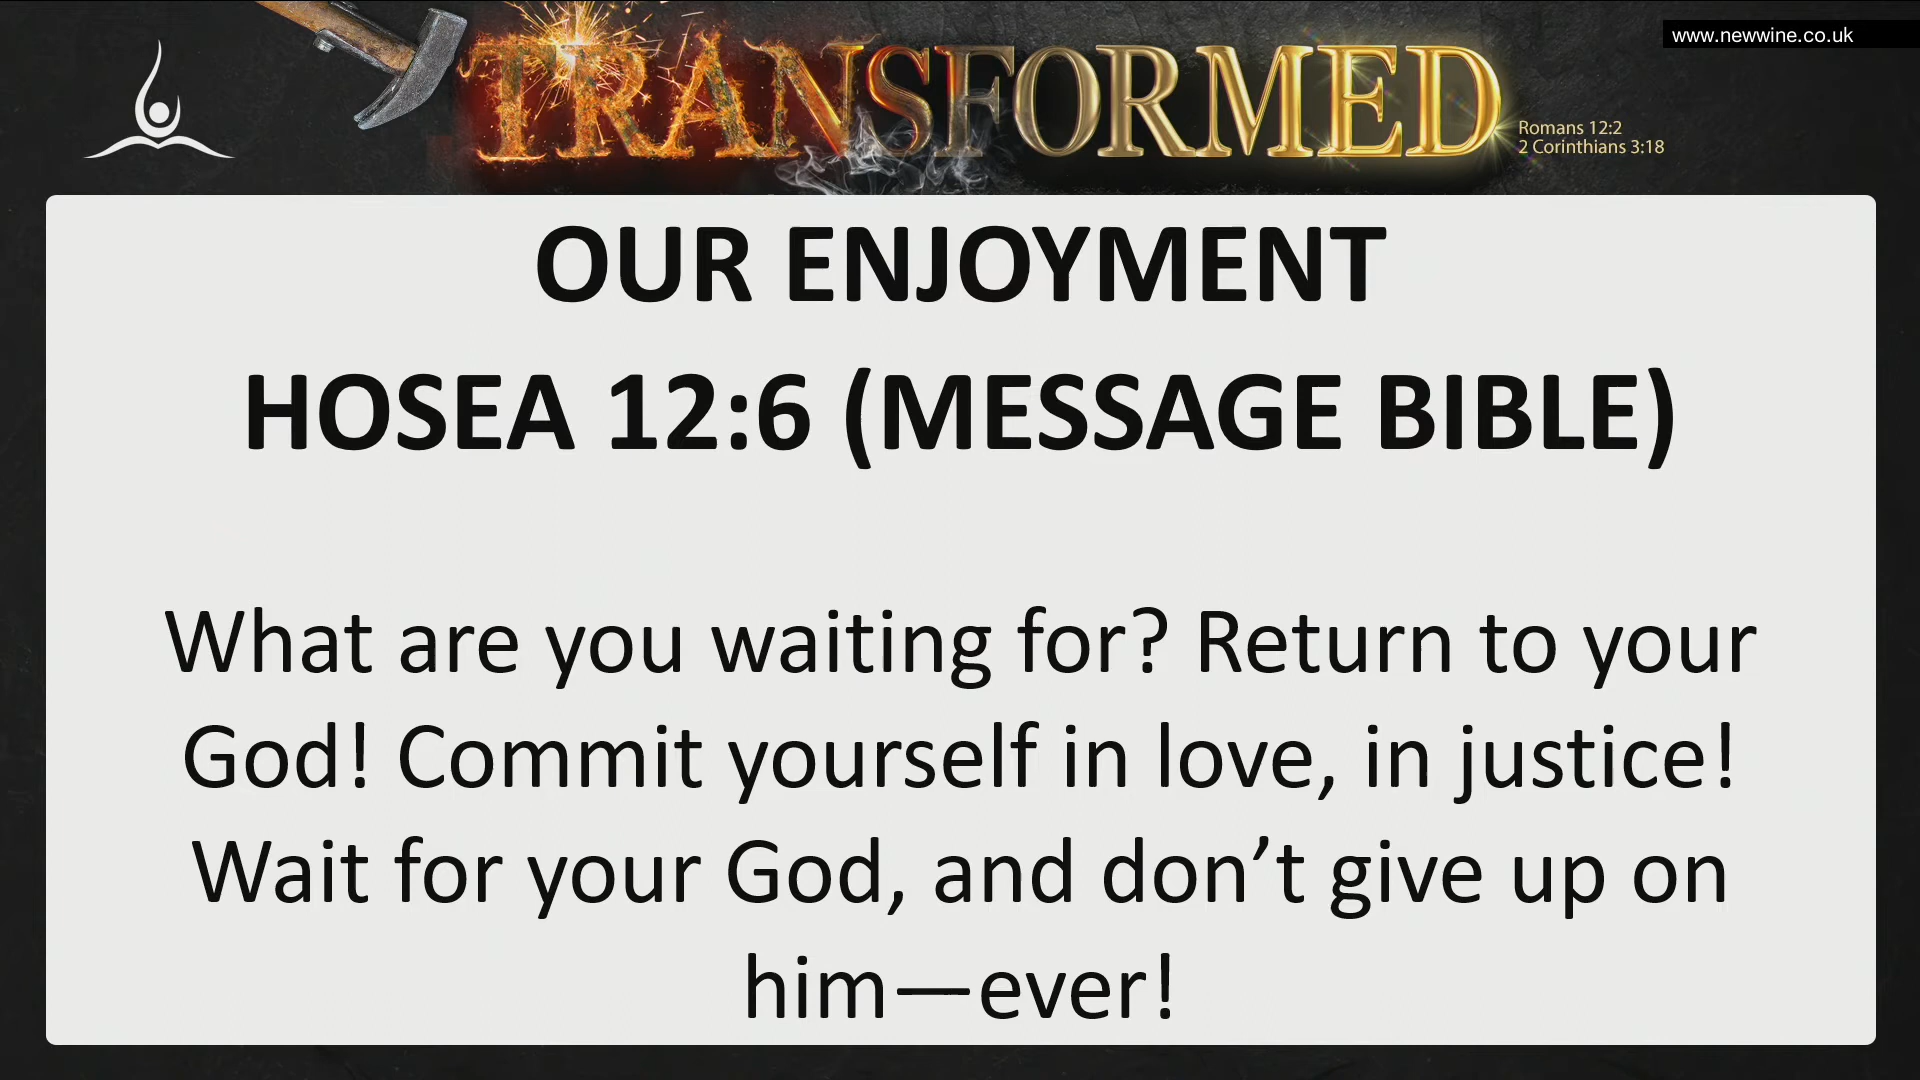 TRANSFORMED
www.newwine.co.uk
Romans 12:2
2 Corinthians 3:18
OUR ENJOYMENT
HOSEA 12:6 (MESSAGE BIBLE)
What are you waiting for? Return to your
God! Commit yourself in love, in justice!
Wait for your God, and don’t give up on
him—ever!